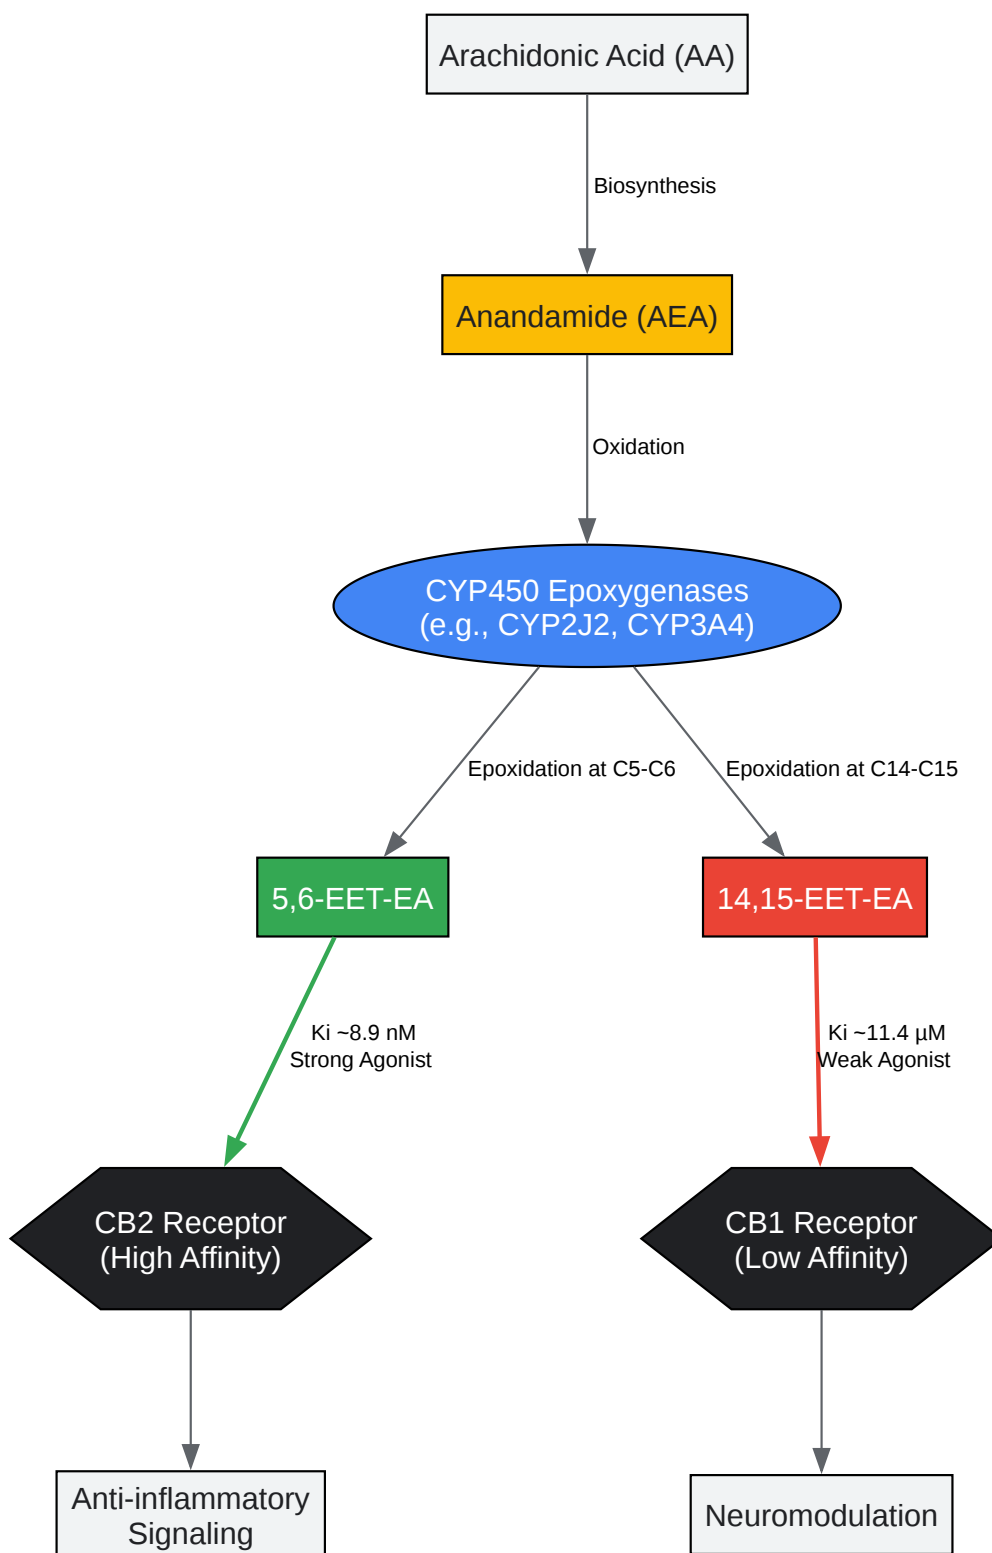 Arachidonic Acid (AA)
Biosynthesis
Anandamide (AEA)
Oxidation
CYP450 Epoxygenases
(e.g., CYP2J2, CYP3A4)
Epoxidation at C5-C6
Epoxidation at C14-C15
5,6-EET-EA
14,15-EET-EA
Ki ~8.9 nM
Strong Agonist
Ki ~11.4 µM
Weak Agonist
CB2 Receptor
(High Affinity)
CB1 Receptor
(Low Affinity)
Anti-inflammatory
Signaling
Neuromodulation